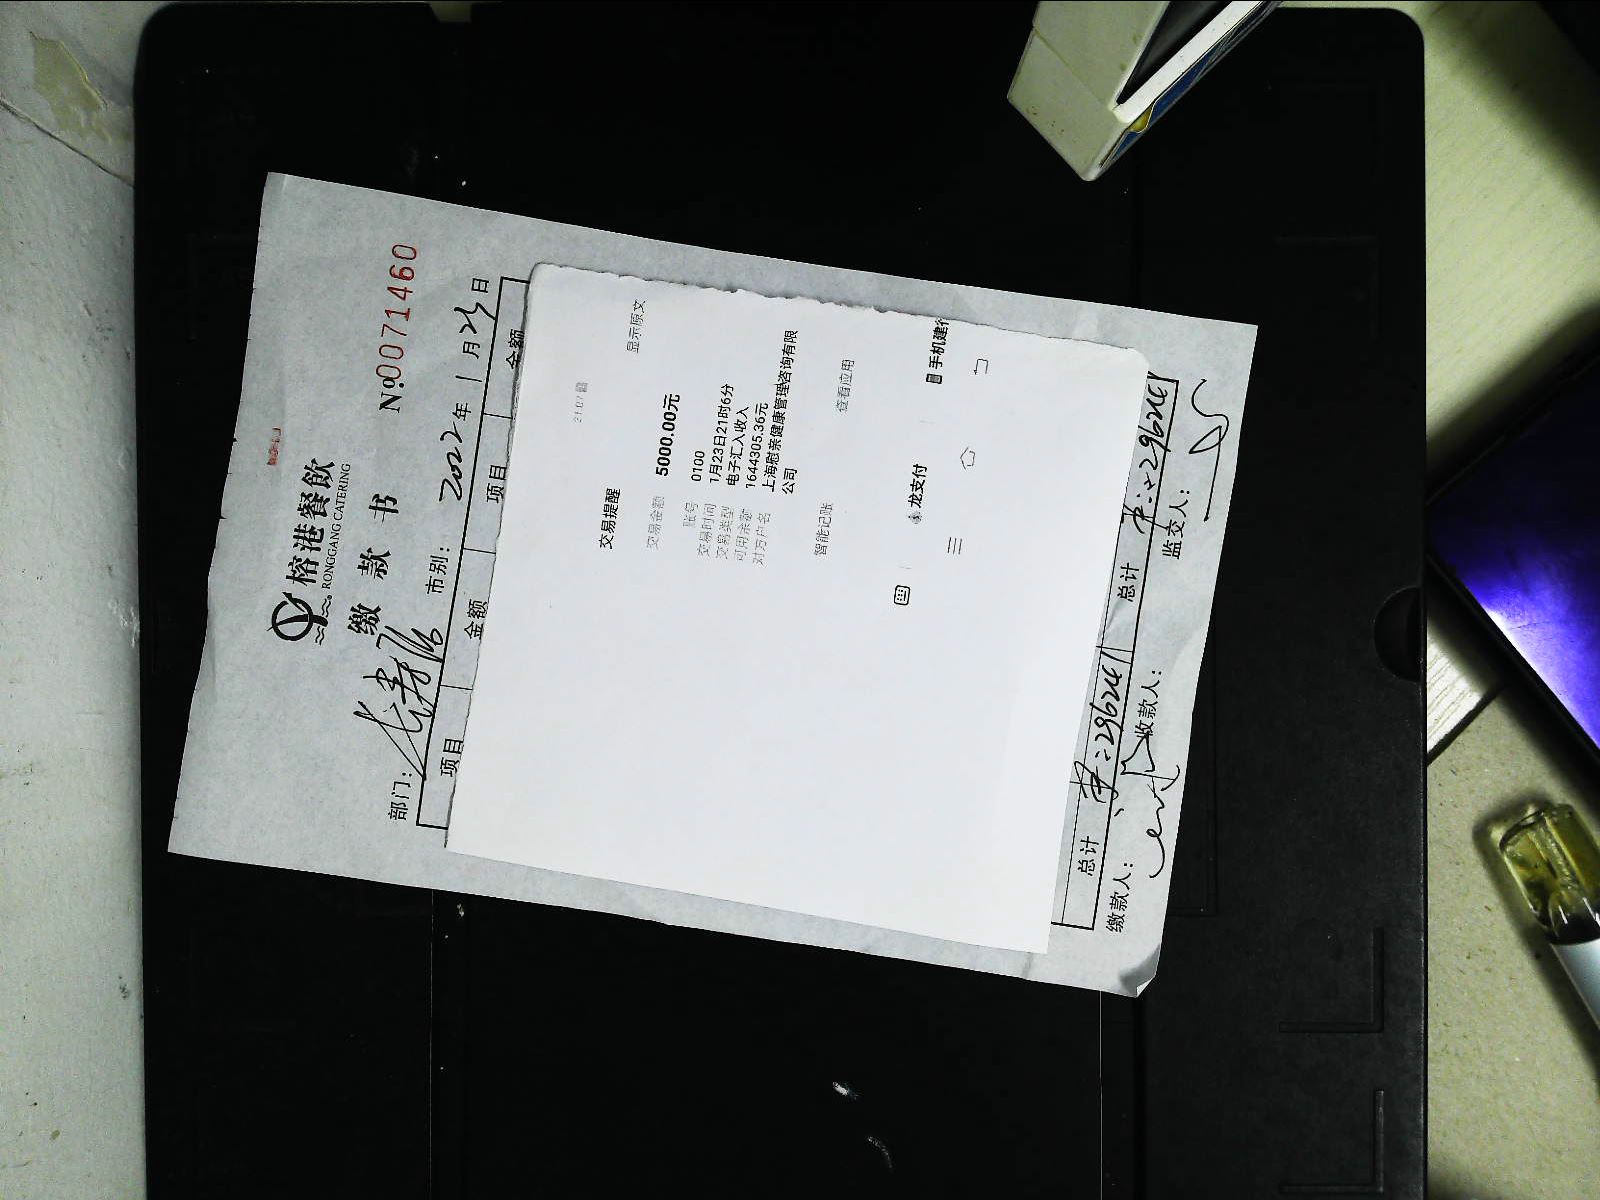 榕港餐飲
RONGGANG CATERING
缴款书
№0071460
部门：
市别：
2022年1月23日
项目 金额 项目 金额
21:07
显示原文
交易提醒
交易金额 5000.00元
账号 0100
交易时间 1月23日21时6分
交易类型 电子汇入收入
可用余额 1644305.36元
对方户名 上海慰亲健康管理咨询有限
公司
智能记账 查看应用
龙支付 手机建行
总计 29624 总计 29624
缴款人： 收款人： 监交人：